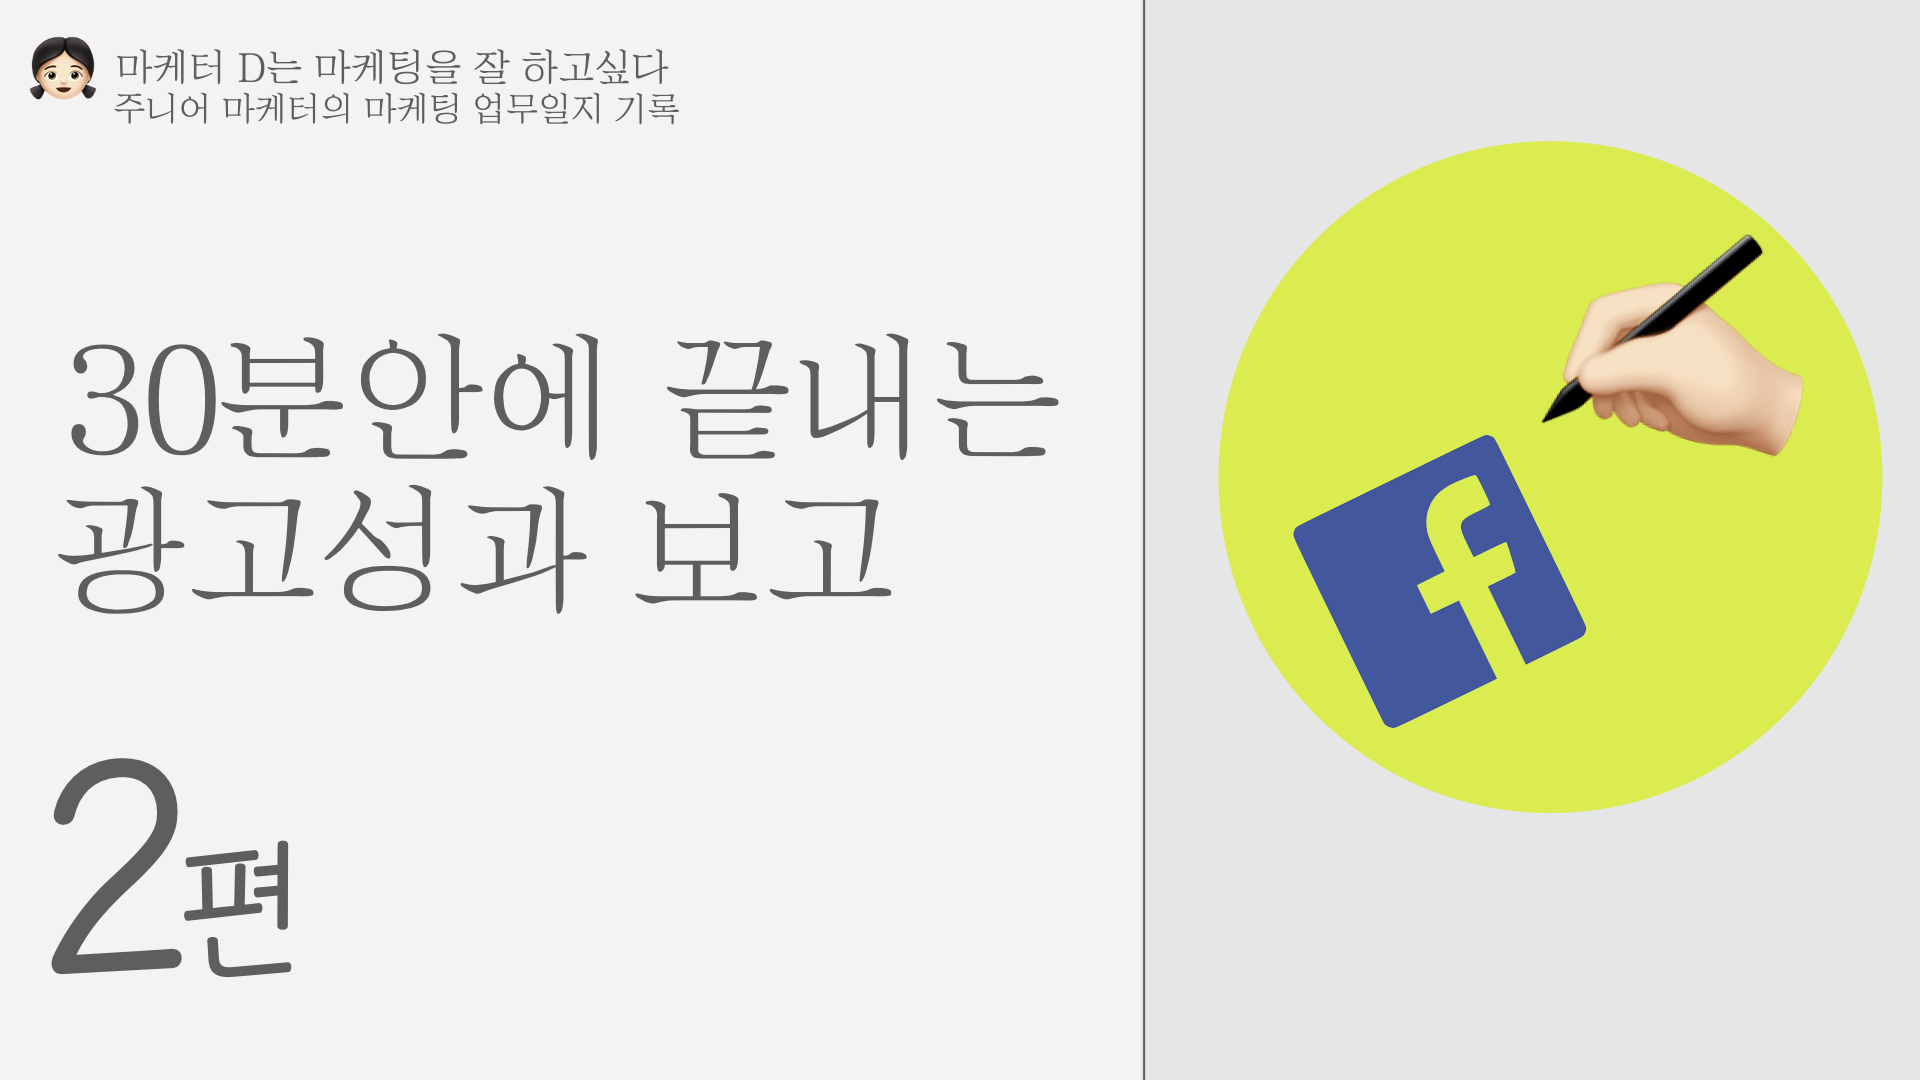 마케터 D는 마케팅을 잘 하고싶다
주니어 마케터의 마케팅 업무일지 기록
30분안에 끝내는
광고성과 보고
2편
f